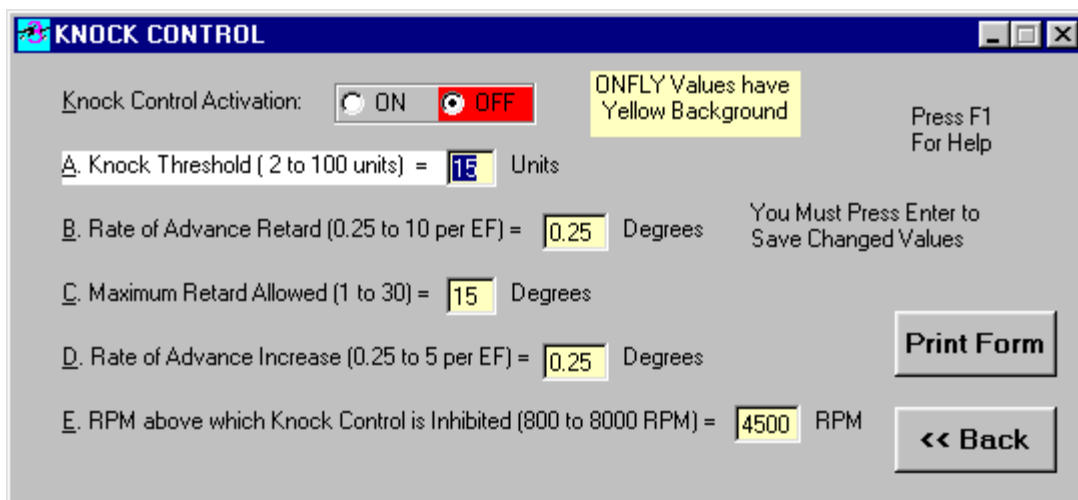 KNOCK CONTROL
Knock Control Activation:
ON
OFF
ONFLY Values have
Yellow Background
Press F1
For Help
A. Knock Threshold ( 2 to 100 units) = 15 Units
B. Rate of Advance Retard (0.25 to 10 per EF) = 0.25 Degrees
You Must Press Enter to
Save Changed Values
C. Maximum Retard Allowed (1 to 30) = 15 Degrees
Print Form
D. Rate of Advance Increase (0.25 to 5 per EF) = 0.25 Degrees
E. RPM above which Knock Control is Inhibited (800 to 8000 RPM) = 4500 RPM
<< Back